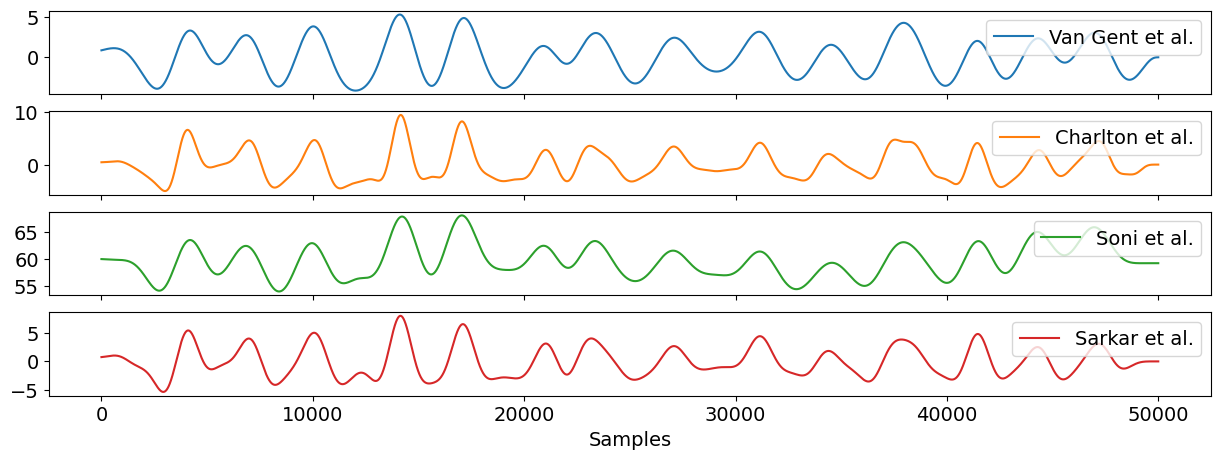 5
0
Van Gent et al.
10
0
Charlton et al.
65
60
55
Soni et al.
5
0
−5
Sarkar et al.
0 10000 20000 30000 40000 50000
Samples